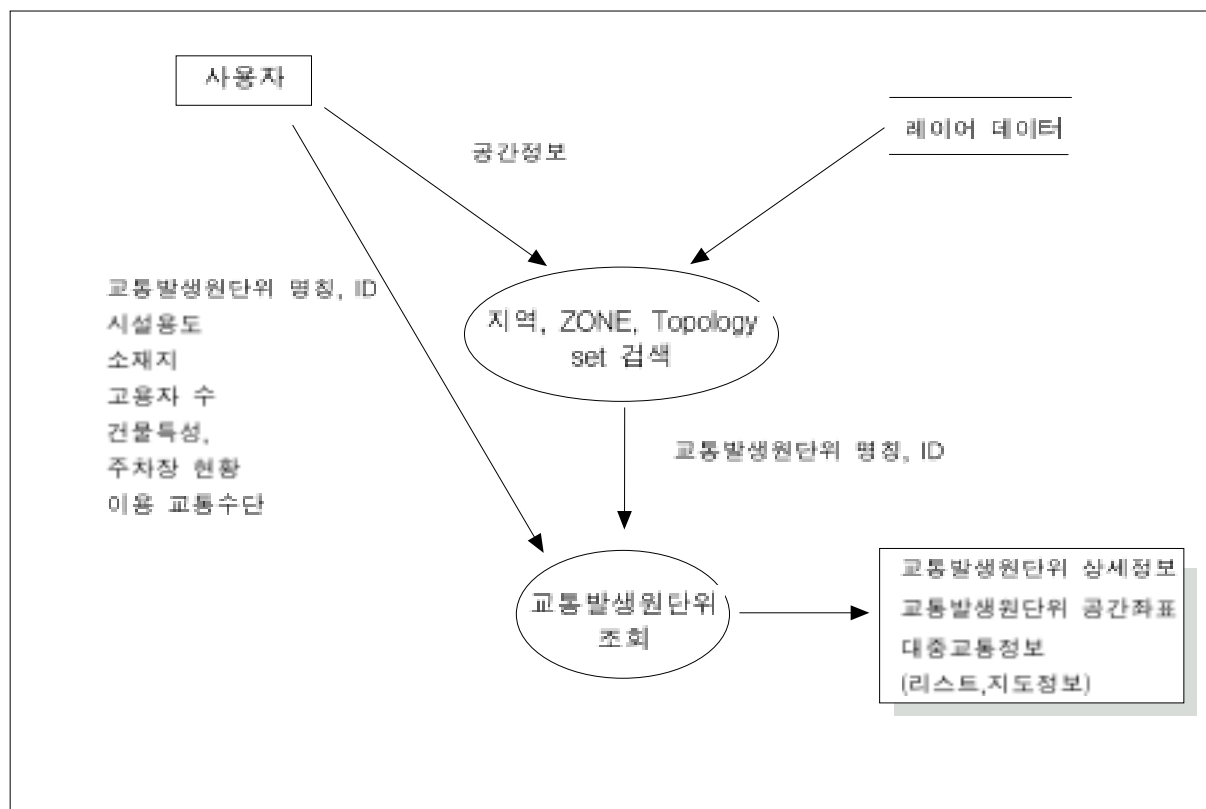 사용자
레이어 데이터
공간정보
교통발생원단위 명칭, ID
시설용도
소재지
고용자 수
건물특성,
주차장 현황
이용 교통수단
지역, ZONE, Topology
set 검색
교통발생원단위 명칭, ID
교통발생원단위
조회
교통발생원단위 상세정보
교통발생원단위 공간좌표
대중교통정보
(리스트,지도정보)